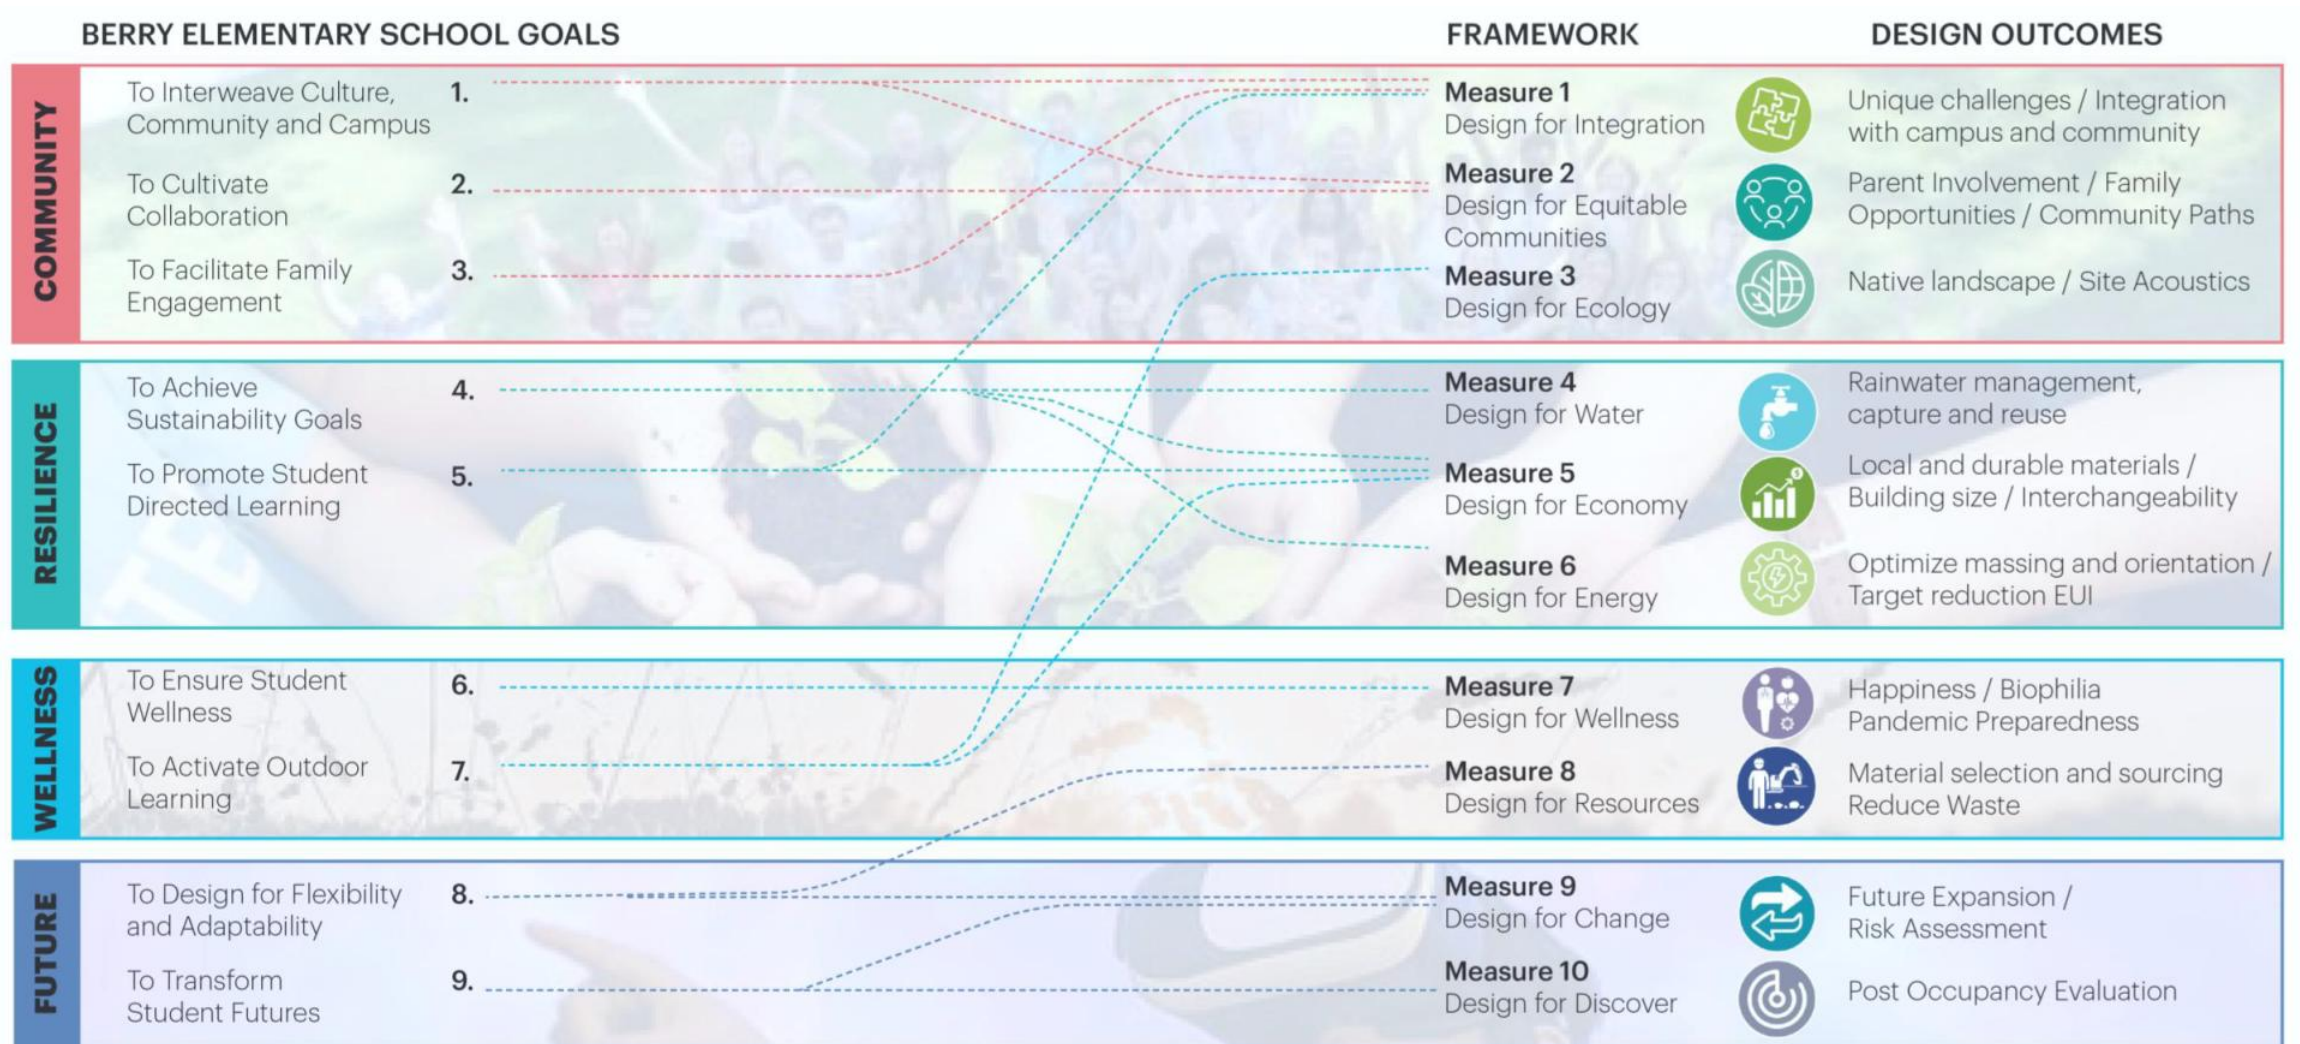 BERRY ELEMENTARY SCHOOL GOALS
FRAMEWORK
DESIGN OUTCOMES
COMMUNITY
To Interweave Culture,
Community and Campus
1.
To Cultivate
Collaboration
2.
To Facilitate Family
Engagement
3.
Measure 1
Design for Integration
Unique challenges / Integration
with campus and community
Measure 2
Design for Equitable
Communities
Parent Involvement / Family
Opportunities / Community Paths
Measure 3
Design for Ecology
Native landscape / Site Acoustics
RESILIENCE
To Achieve
Sustainability Goals
4.
To Promote Student
Directed Learning
5.
Measure 4
Design for Water
Rainwater management,
capture and reuse
Measure 5
Design for Economy
Local and durable materials /
Building size / Interchangeability
Measure 6
Design for Energy
Optimize massing and orientation /
Target reduction EUI
WELLNESS
To Ensure Student
Wellness
6.
To Activate Outdoor
Learning
7.
Measure 7
Design for Wellness
Happiness / Biophilia
Pandemic Preparedness
Measure 8
Design for Resources
Material selection and sourcing
Reduce Waste
FUTURE
To Design for Flexibility
and Adaptability
8.
To Transform
Student Futures
9.
Measure 9
Design for Change
Future Expansion /
Risk Assessment
Measure 10
Design for Discover
Post Occupancy Evaluation